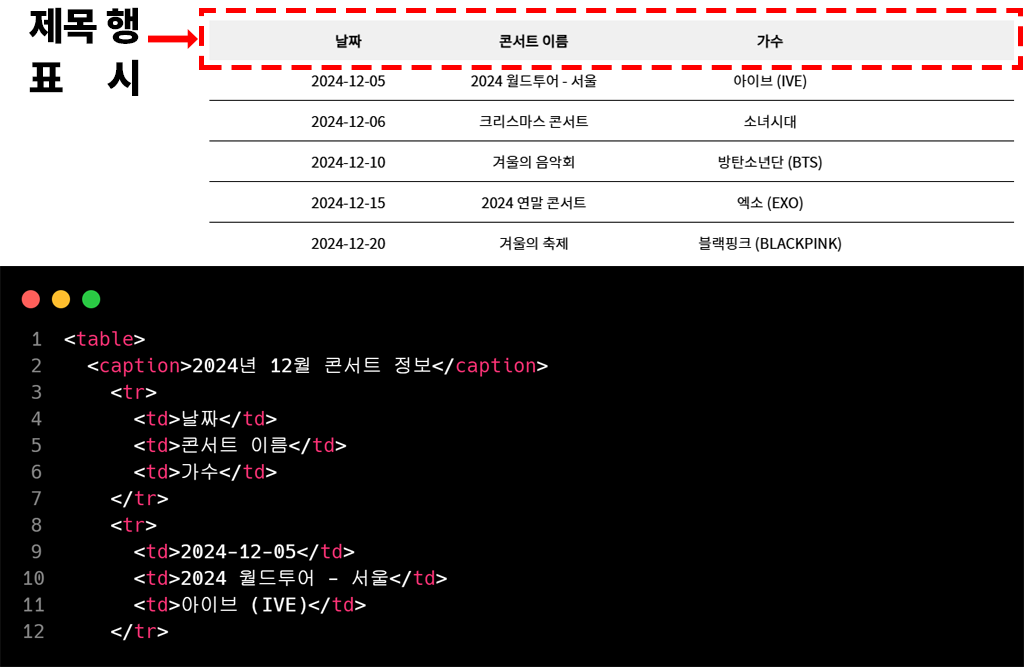 제목 행
표 시
날짜 콘서트 이름 가수
2024-12-05 2024 월드투어 - 서울 아이브 (IVE)
2024-12-06 크리스마스 콘서트 소녀시대
2024-12-10 겨울의 음악회 방탄소년단 (BTS)
2024-12-15 2024 연말 콘서트 엑소 (EXO)
2024-12-20 겨울의 축제 블랙핑크 (BLACKPINK)
1 <table>
2 <caption>2024년 12월 콘서트 정보</caption>
3 <tr>
4 <td>날짜</td>
5 <td>콘서트 이름</td>
6 <td>가수</td>
7 </tr>
8 <tr>
9 <td>2024-12-05</td>
10 <td>2024 월드투어 - 서울</td>
11 <td>아이브 (IVE)</td>
12 </tr>